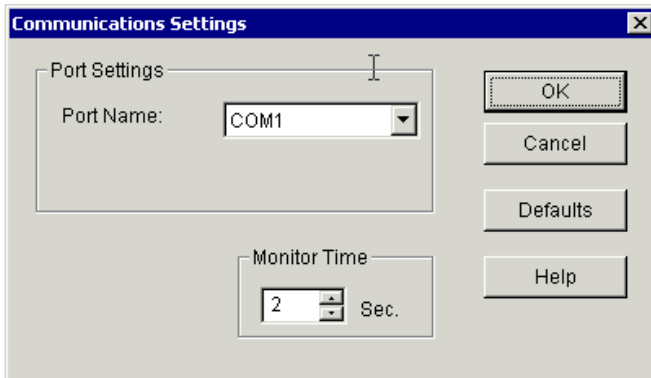 Communications Settings
Port Settings
Port Name:
COM1
OK
Cancel
Defaults
Help
Monitor Time
2
Sec.